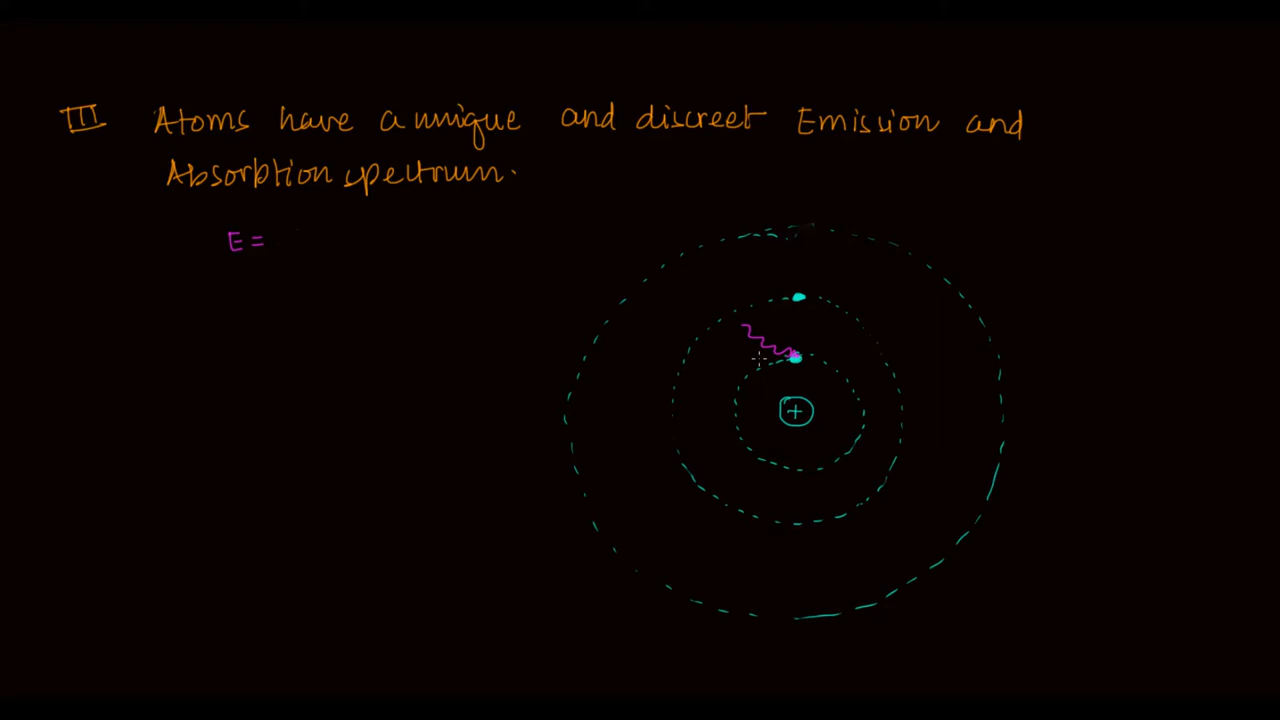 III Atoms have a unique and discreet Emission and
Absorbtion spectrum.
E =
+